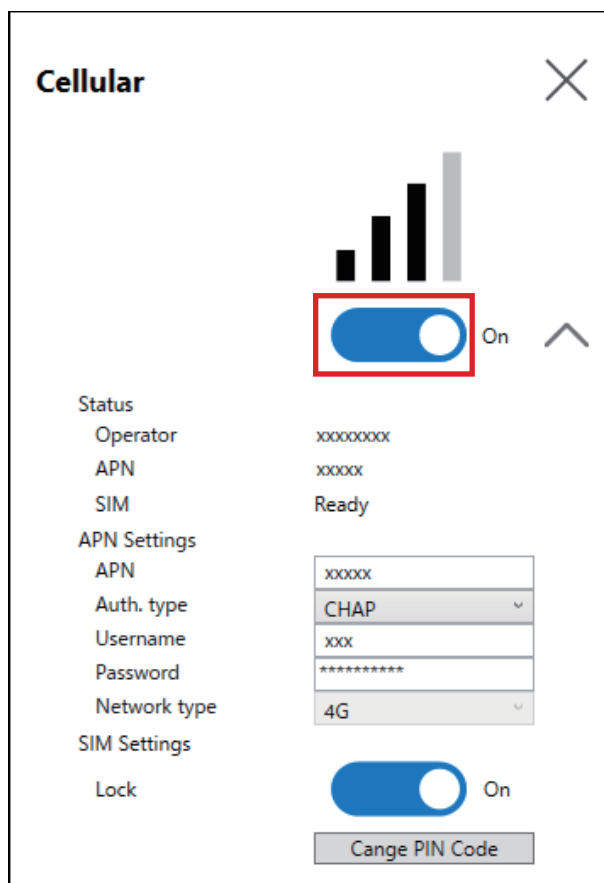 Cellular
On
Status
Operator xxxxxxxx
APN xxxxx
SIM Ready
APN Settings
APN xxxxx
Auth. type CHAP
Username xxx
Password **********
Network type 4G
SIM Settings
Lock On
Cange PIN Code